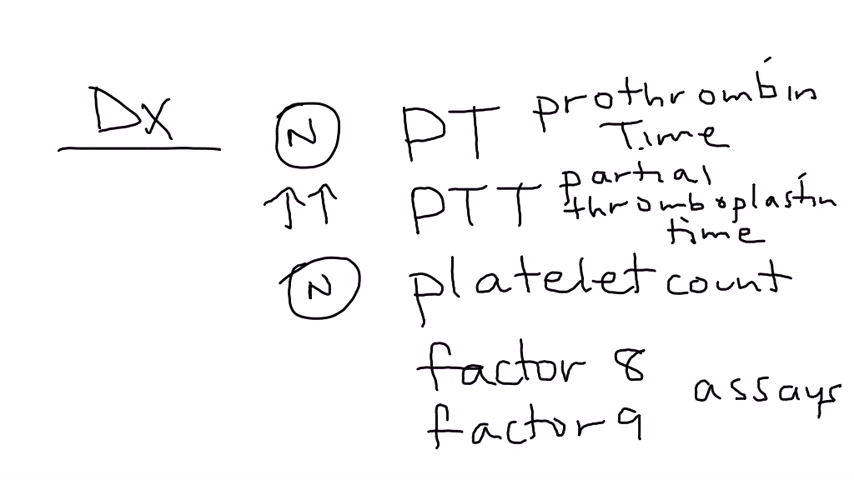 Dx
N PT prothrombin Time
↑↑ PTT partial thromboplastin time
N platelet count
factor 8
factor 9 assays